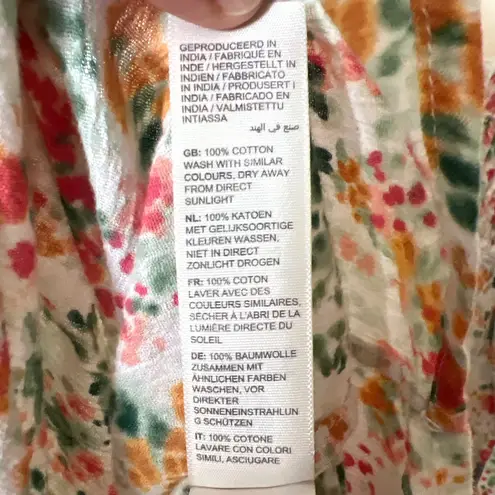 GEPRODUCEERD IN
INDIA / FABRIQUÉ EN
INDE / HERGESTELLT IN
INDIEN / FABBRICATO
IN INDIA / PRODUSERT I
INDIA / FABRICADO EN
INDIA / VALMISTETTU
INTIASSA
صنع في الهند
GB: 100% COTTON
WASH WITH SIMILAR
COLOURS, DRY AWAY
FROM DIRECT
SUNLIGHT
NL: 100% KATOEN
MET GELIJKSOORTIGE
KLEUREN WASSEN,
NIET IN DIRECT
ZONLICHT DROGEN
FR: 100% COTON
LAVER AVEC DES
COULEURS SIMILAIRES,
SÉCHER À L'ABRI DE LA
LUMIÈRE DIRECTE DU
SOLEIL
DE: 100% BAUMWOLLE
ZUSAMMEN MIT
ÄHNLICHEN FARBEN
WASCHEN, VOR
DIREKTER
SONNENEINSTRAHLUN
G SCHÜTZEN
IT: 100% COTONE
LAVARE CON COLORI
SIMILI, ASCIUGARE